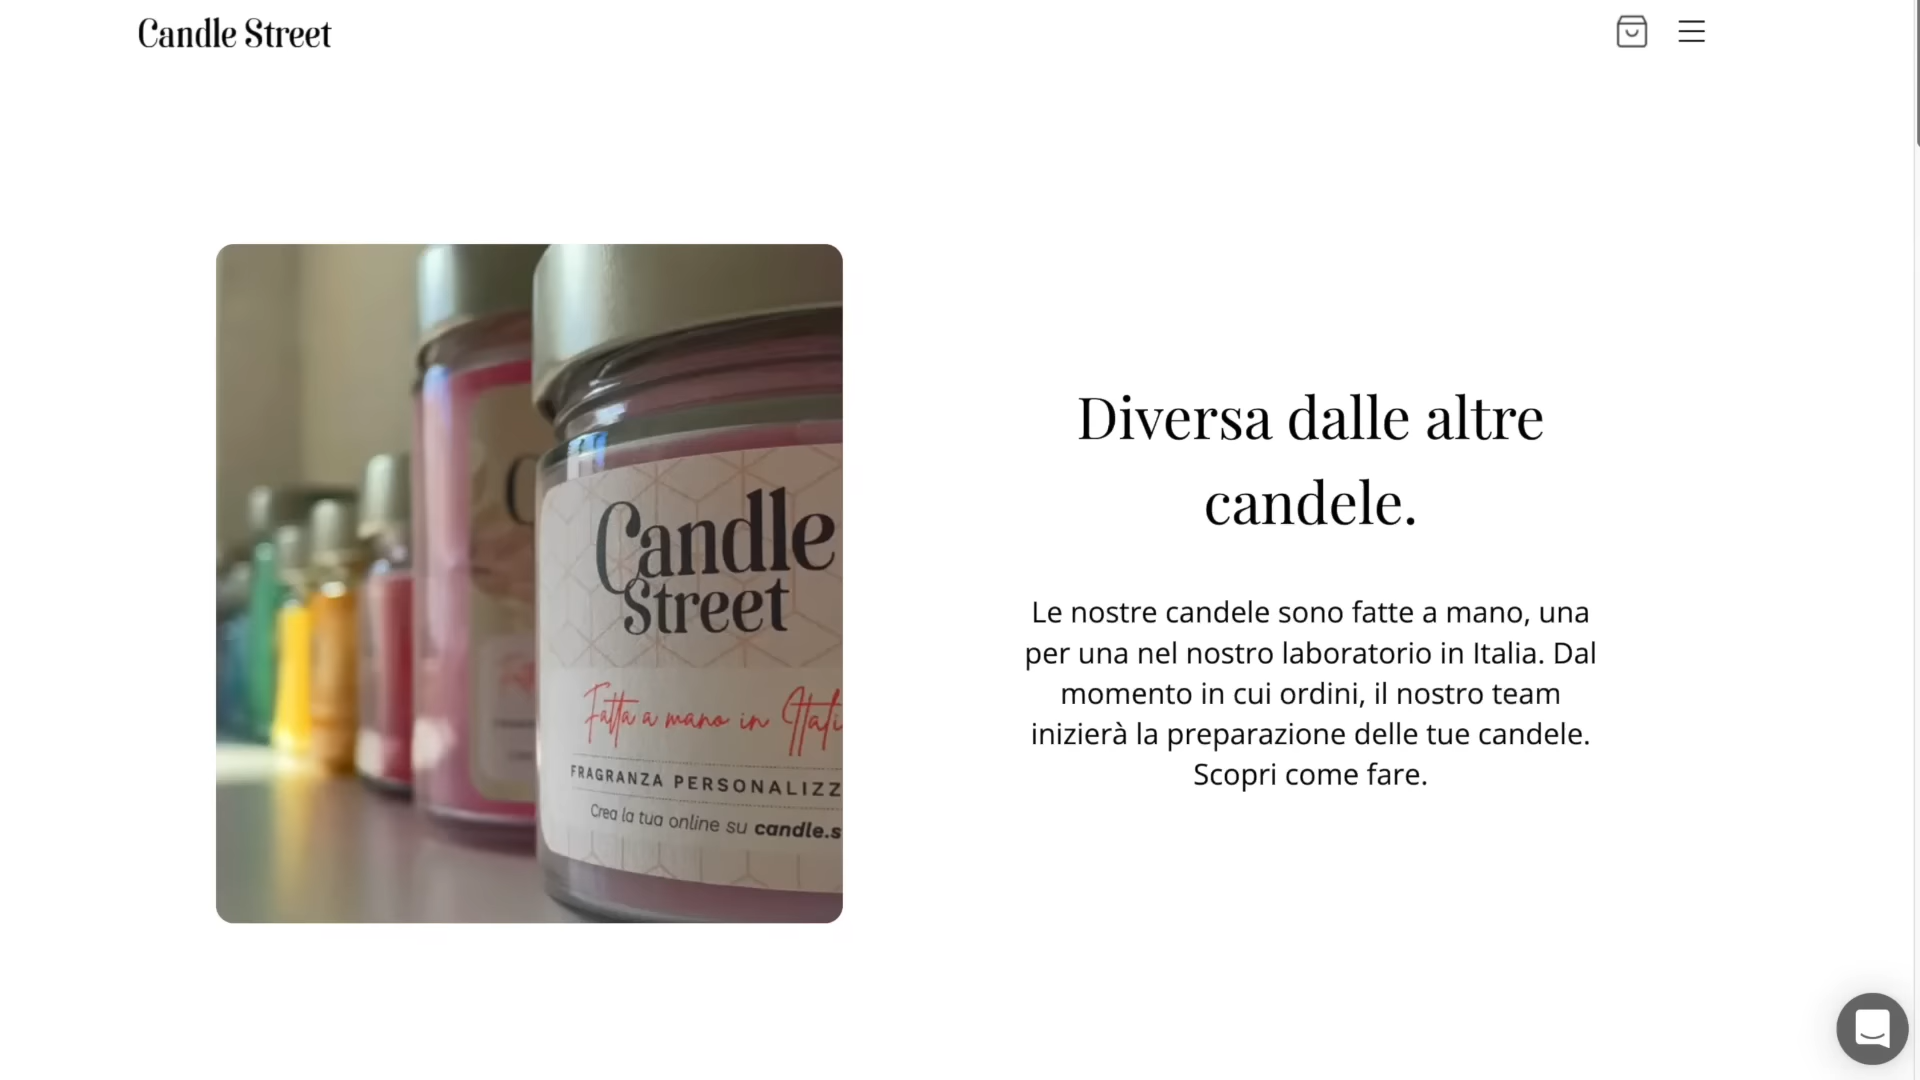 Candle Street
Candle
Street
Fatta a mano in
FRAGRANZA
Crea la tua online su
Diversa dalle altre
candele.
Le nostre candele sono fatte a mano, una
per una nel nostro laboratorio in Italia. Dal
momento in cui ordini, il nostro team
inizierà la preparazione delle tue candele.
Scopri come fare.